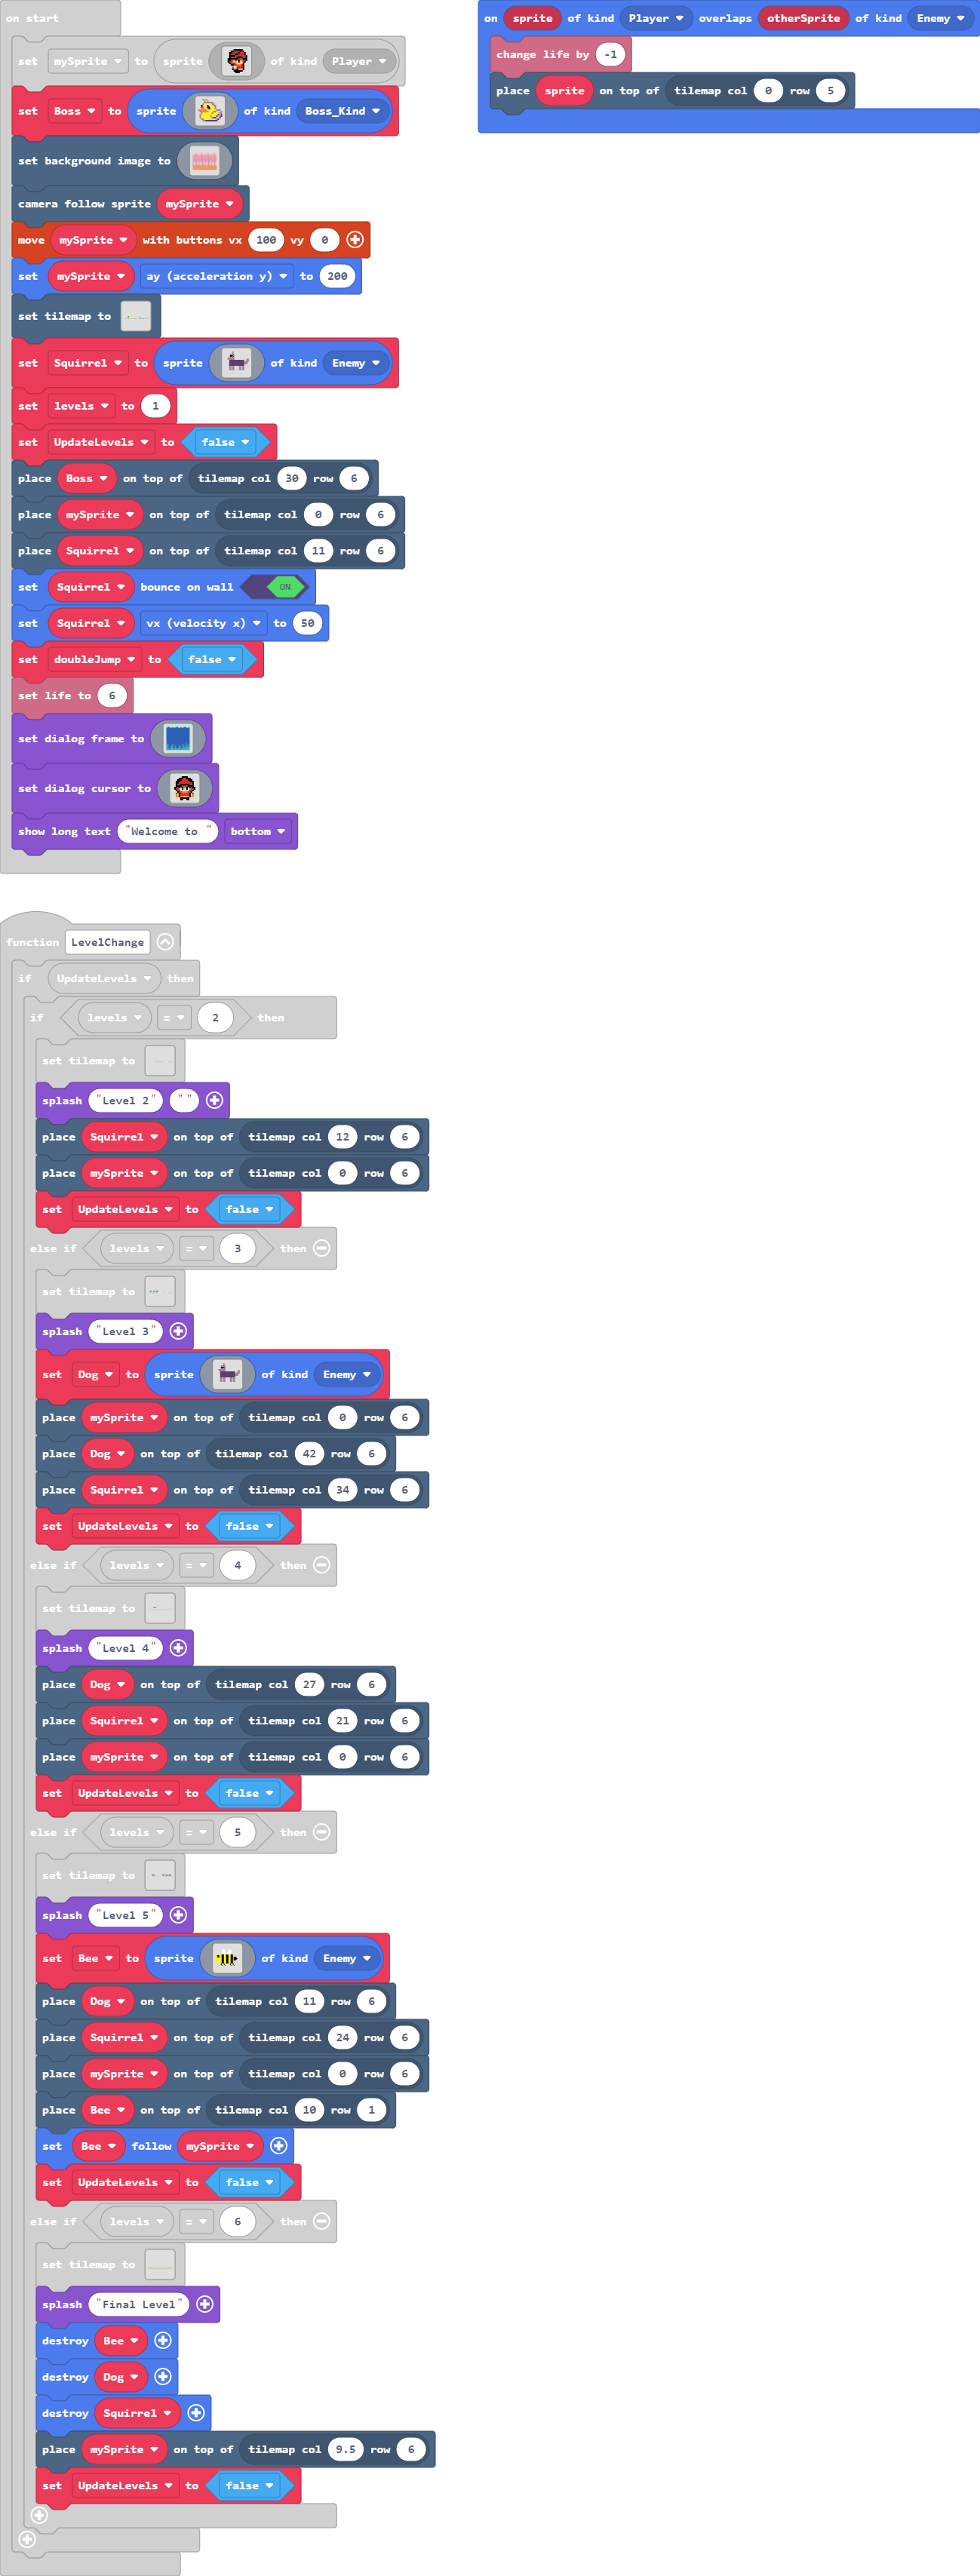 on start
set mySprite to sprite of kind Player
set Boss to sprite of kind Boss_Kind
set background image to
camera follow sprite mySprite
move mySprite with buttons vx 100 vy 0
set mySprite ay (acceleration y) to 200
set tilemap to
set Squirrel to sprite of kind Enemy
set levels to 1
set UpdateLevels to false
place Boss on top of tilemap col 30 row 6
place mySprite on top of tilemap col 0 row 6
place Squirrel on top of tilemap col 11 row 6
set Squirrel bounce on wall ON
set Squirrel vx (velocity x) to 50
set doubleJump to false
set life to 6
set dialog frame to
set dialog cursor to
show long text "Welcome to " bottom
on sprite of kind Player overlaps otherSprite of kind Enemy
change life by -1
place sprite on top of tilemap col 0 row 5
function LevelChange
if UpdateLevels then
if levels = 2 then
set tilemap to
splash "Level 2" " "
place Squirrel on top of tilemap col 12 row 6
place mySprite on top of tilemap col 0 row 6
set UpdateLevels to false
else if levels = 3 then
set tilemap to
splash "Level 3"
set Dog to sprite of kind Enemy
place mySprite on top of tilemap col 0 row 6
place Dog on top of tilemap col 42 row 6
place Squirrel on top of tilemap col 34 row 6
set UpdateLevels to false
else if levels = 4 then
set tilemap to
splash "Level 4"
place Dog on top of tilemap col 27 row 6
place Squirrel on top of tilemap col 21 row 6
place mySprite on top of tilemap col 0 row 6
set UpdateLevels to false
else if levels = 5 then
set tilemap to
splash "Level 5"
set Bee to sprite of kind Enemy
place Dog on top of tilemap col 11 row 6
place Squirrel on top of tilemap col 24 row 6
place mySprite on top of tilemap col 0 row 6
place Bee on top of tilemap col 10 row 1
set Bee follow mySprite
set UpdateLevels to false
else if levels = 6 then
set tilemap to
splash "Final Level"
destroy Bee
destroy Dog
destroy Squirrel
place mySprite on top of tilemap col 9.5 row 6
set UpdateLevels to false